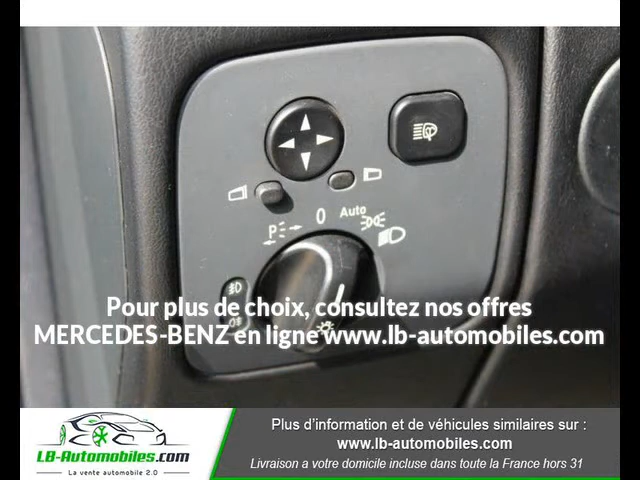 P 0 Auto
Pour plus de choix, consultez nos offres
MERCEDES-BENZ en ligne www.lb-automobiles.com
LB-Automobiles.com
La vente automobile 2.0
Plus d'information et de véhicules similaires sur :
www.lb-automobiles.com
Livraison a votre domicile incluse dans toute la France hors 31